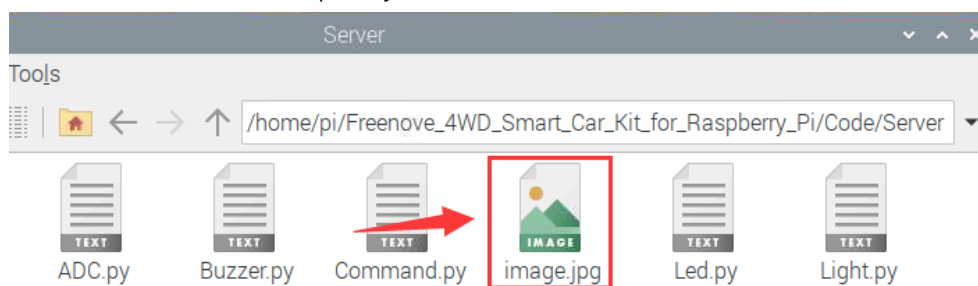 Server
Tools
/home/pi/Freenove_4WD_Smart_Car_Kit_for_Raspberry_Pi/Code/Server
TEXT TEXT TEXT IMAGE TEXT TEXT
ADC.py Buzzer.py Command.py image.jpg Led.py Light.py